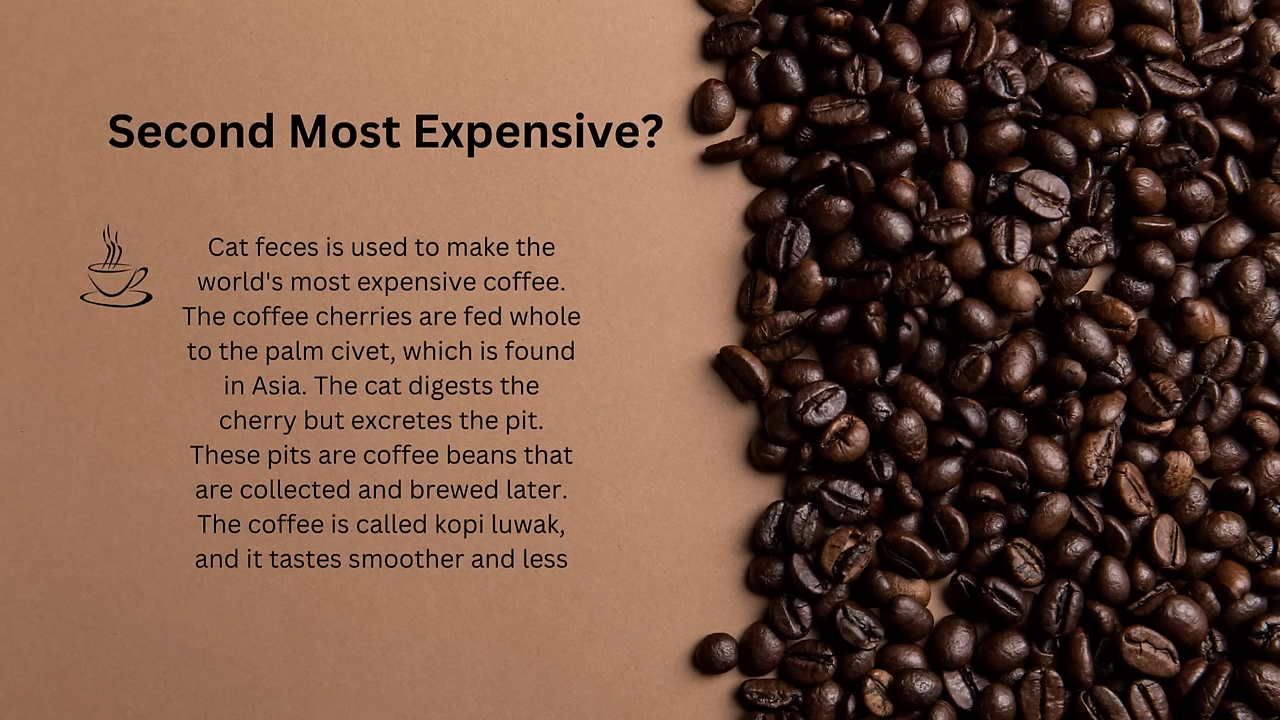 Second Most Expensive?
Cat feces is used to make the
world's most expensive coffee.
The coffee cherries are fed whole
to the palm civet, which is found
in Asia. The cat digests the
cherry but excretes the pit.
These pits are coffee beans that
are collected and brewed later.
The coffee is called kopi luwak,
and it tastes smoother and less